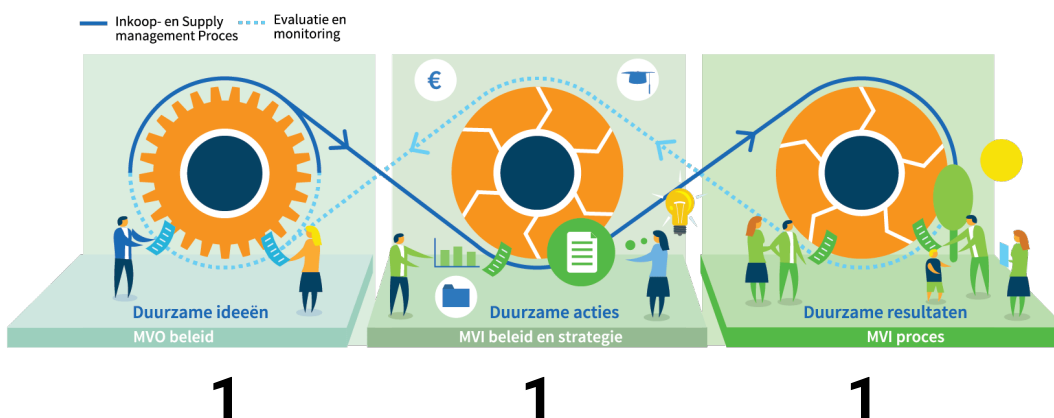 Inkoop- en Supply
management Proces
Evaluatie en
monitoring
€
Duurzame ideeën
Duurzame acties
Duurzame resultaten
MVO beleid
MVI beleid en strategie
MVI proces
1
1
1